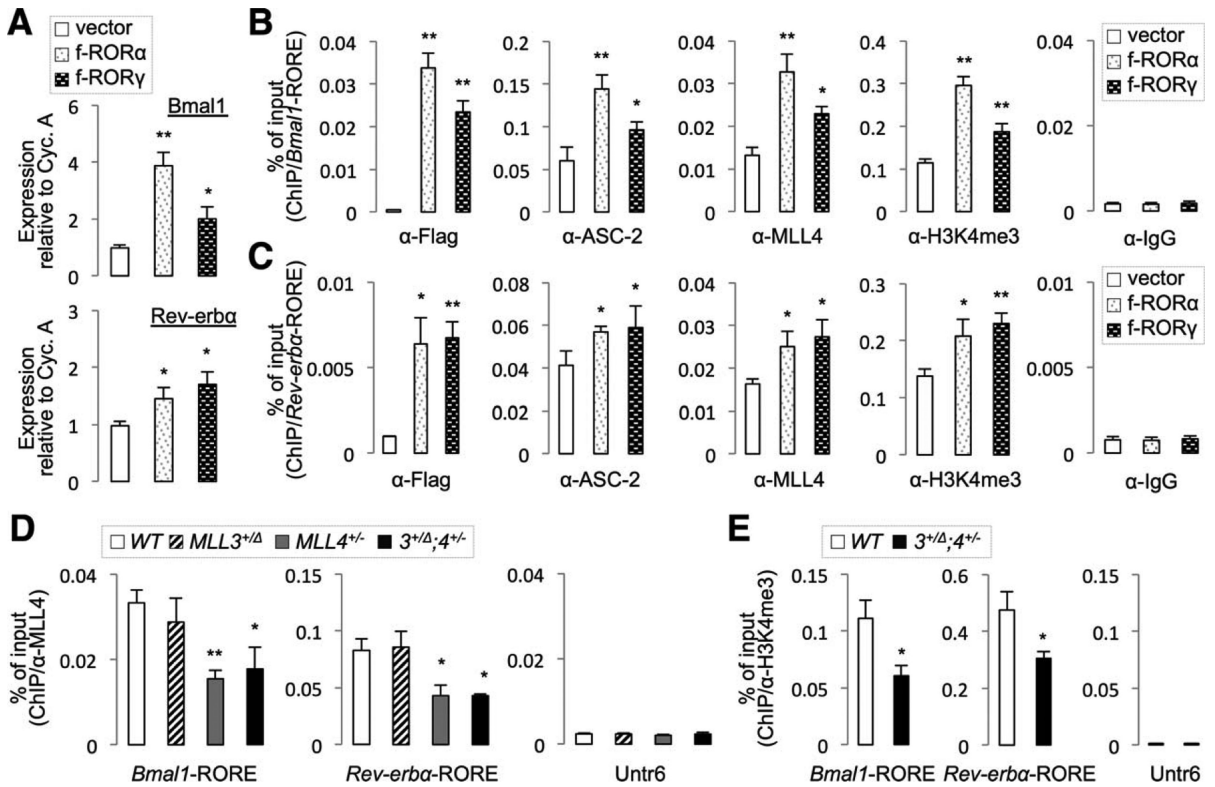 A
vector
f-RORα
f-RORγ
Bmal1
6
4
2
0
Expression
relative to Cyc. A
**
*
Rev-erbα
3
2
1
0
Expression
relative to Cyc. A
*
*
B
% of input
(ChIP/Bmal1-RORE)
0.04
0.03
0.02
0.01
0
**
**
α-Flag
0.2
0.15
0.1
0.05
0
**
*
α-ASC-2
0.04
0.03
0.02
0.01
0
**
*
α-MLL4
0.4
0.3
0.2
0.1
0
**
**
α-H3K4me3
0.04
0.02
0
α-IgG
vector
f-RORα
f-RORγ
C
% of input
(ChIP/Rev-erbα-RORE)
0.01
0.005
0
*
**
α-Flag
0.08
0.06
0.04
0.02
0
*
*
α-ASC-2
0.04
0.03
0.02
0.01
0
*
*
α-MLL4
0.3
0.2
0.1
0
*
**
α-H3K4me3
0.01
0.005
0
α-IgG
vector
f-RORα
f-RORγ
D
WT MLL3+/Δ MLL4+/- 3+/Δ;4+/-
% of input
(ChIP/α-MLL4)
0.04
0.02
0
**
*
Bmal1-RORE
0.15
0.1
0.05
0
*
*
Rev-erbα-RORE
0.04
0.02
0
Untr6
E
WT 3+/Δ;4+/-
% of input
(ChIP/α-H3K4me3)
0.15
0.1
0.05
0
*
Bmal1-RORE
0.6
0.4
0.2
0
*
Rev-erbα-RORE
0.15
0.1
0.05
0
Untr6